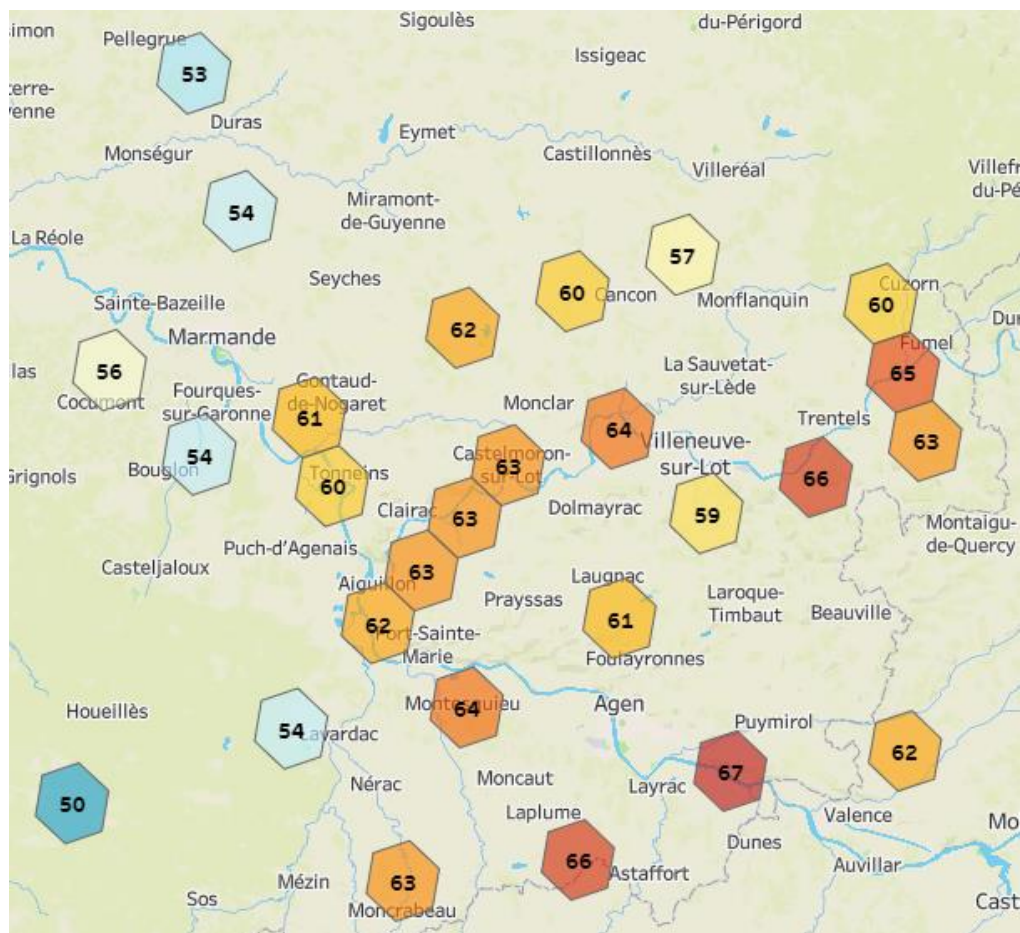 Sigoulès
du-Périgord
simon
Pellegrue
Issigeac
53
erre-
enne
Duras
Eymet
Monségur
Castillonnès
Villeréal
Villefr
du-Pé
Miramont-
de-Guyenne
54
La Réole
57
Seyches
60
Cancon
Cuzorn
60
Monflanquin
Sainte-Bazeille
Marmande
62
Dur
Fumel
56
las
65
La Sauvetat-
sur-Lède
Cocumont
Fourques-
sur-Garonne
Gontaud-
de-Nogaret
61
Monclar
64
Trentels
63
Villeneuve-
sur-Lot
Castelmoron-
sur-Lot
63
54
Bouglon
Grignols
Tonneins
60
66
Clairac
63
Dolmayrac
59
Montaigu-
de-Quercy
Puch-d'Agenais
Casteljaloux
63
Aiguillon
Laugnac
Prayssas
Laroque-
Timbaut
Beauville
62
61
Port-Sainte-
Marie
Foulayronnes
Houeillès
Montesquieu
64
Agen
54
Lavardac
Puymirol
62
67
Nérac
Moncaut
Layrac
50
Laplume
Valence
Mo
Dunes
66
Astaffort
Auvillar
Mézin
63
Sos
Moncrabeau
Cast